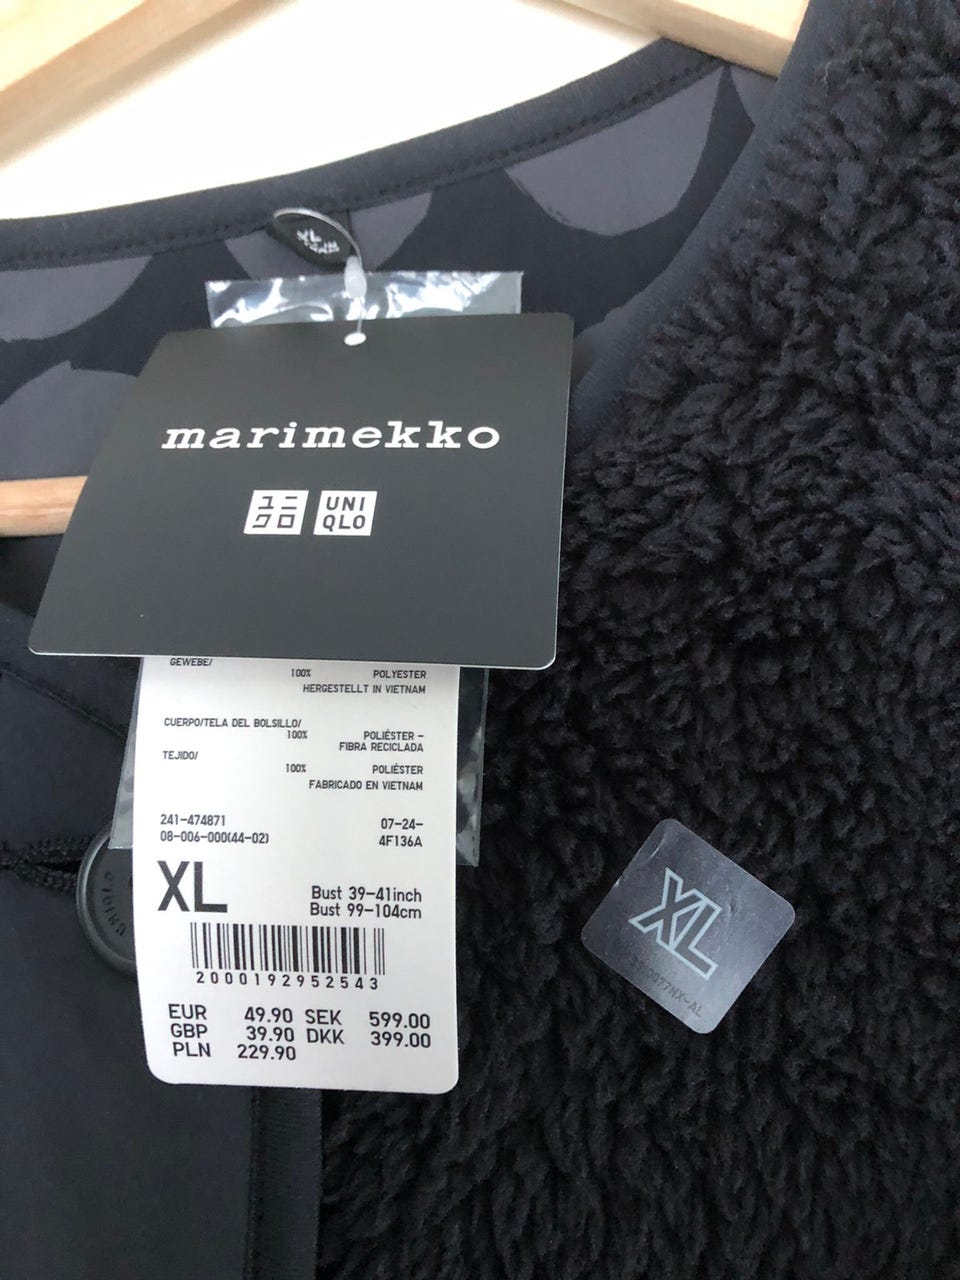 XL
marimekko
ユニ
クロ
UNI
QLO
GEWEBE/
100% POLYESTER
HERGESTELLT IN VIETNAM
CUERPO/TELA DEL BOLSILLO/
100% POLIÉSTER –
FIBRA RECICLADA
TEJIDO/
100% POLIÉSTER
FABRICADO EN VIETNAM
241-474871 07-24-
08-006-000(44-02) 4F136A
XL
Bust 39-41inch
Bust 99-104cm
2000192952543
EUR 49.90 SEK 599.00
GBP 39.90 DKK 399.00
PLN 229.90
XL
UNIQLO